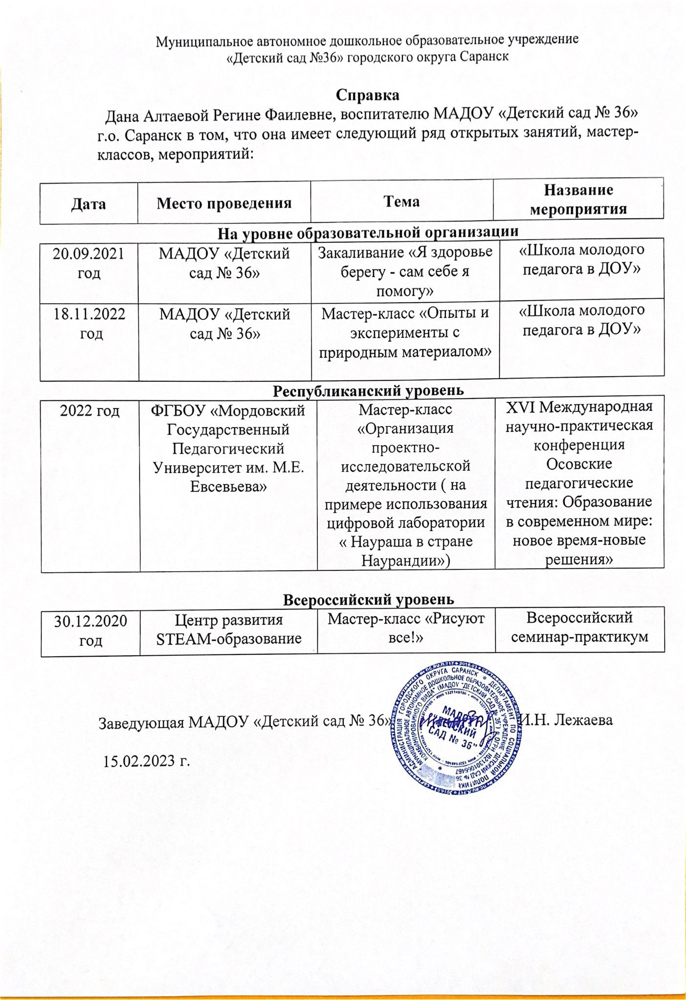 Муниципальное автономное дошкольное образовательное учреждение
«Детский сад №36» городского округа Саранск
Справка
Дана Алтаевой Регине Фаилевне, воспитателю МАДОУ «Детский сад № 36»
г.о. Саранск в том, что она имеет следующий ряд открытых занятий, мастер-
классов, мероприятий:
Дата
Место проведения
Тема
Название
мероприятия
На уровне образовательной организации
20.09.2021
год
МАДОУ «Детский
сад № 36»
Закаливание «Я здоровье
берегу - сам себе я
помогу»
«Школа молодого
педагога в ДОУ»
18.11.2022
год
МАДОУ «Детский
сад № 36»
Мастер-класс «Опыты и
эксперименты с
природным материалом»
«Школа молодого
педагога в ДОУ»
Республиканский уровень
2022 год
ФГБОУ «Мордовский
Государственный
Педагогический
Университет им. М.Е.
Евсевьева»
Мастер-класс
«Организация
проектно-
исследовательской
деятельности ( на
примере использования
цифровой лаборатории
« Наураша в стране
Наурандии»)
XVI Международная
научно-практическая
конференция
Осовские
педагогические
чтения: Образование
в современном мире:
новое время-новые
решения»
Всероссийский уровень
30.12.2020
год
Центр развития
STEAM-образование
Мастер-класс «Рисуют
все!»
Всероссийский
семинар-практикум
Заведующая МАДОУ «Детский сад № 36»
И.Н. Лежаева
15.02.2023 г.
АДМИНИСТРАЦИЯ ГОРОДСКОГО ОКРУГА САРАНСК * ДЕПАРТАМЕНТ ПО СОЦИАЛЬНОЙ ПОЛИТИКЕ
МУНИЦИПАЛЬНОЕ АВТОНОМНОЕ ДОШКОЛЬНОЕ ОБРАЗОВАТЕЛЬНОЕ УЧРЕЖДЕНИЕ "ДЕТСКИЙ САД № 36
КОМБИНИРОВАННОГО ВИДА" (МАДОУ "ДЕТСКИЙ САД № 36") * ОГРН 1021301066467
МАДОУ
"ДЕТСКИЙ
САД № 36"